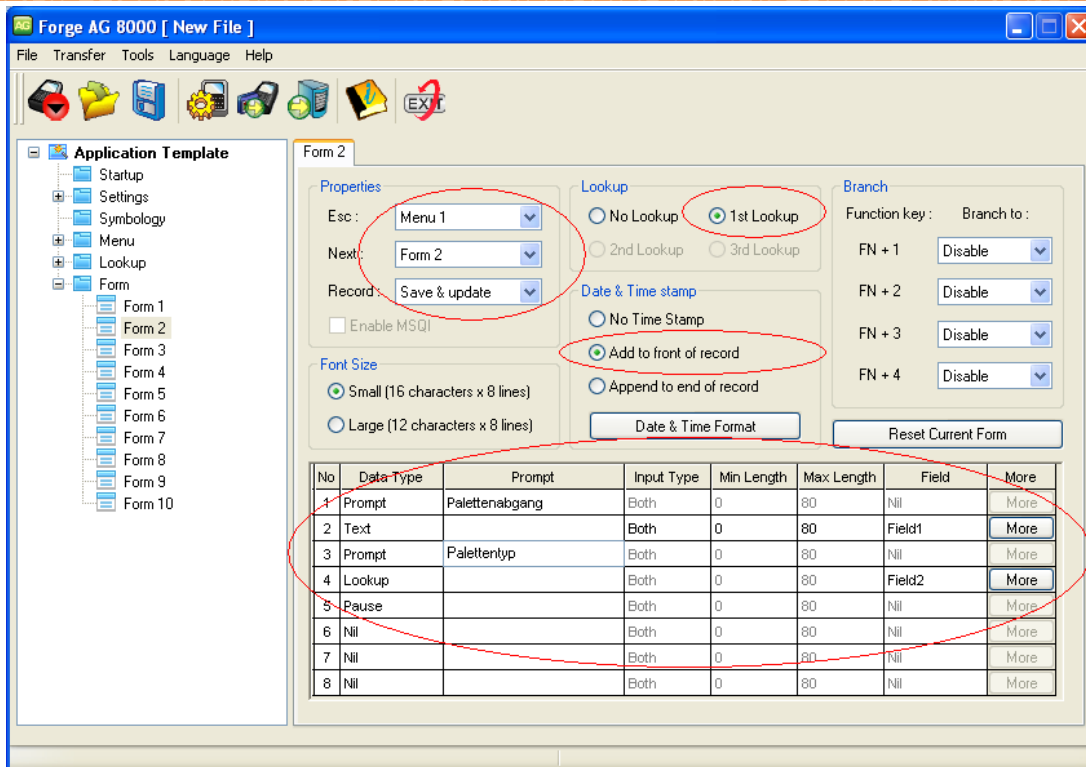 Forge AG 8000 [ New File ]
File Transfer Tools Language Help
EXIT
Application Template
Startup
Settings
Symbology
Menu
Lookup
Form
Form 1
Form 2
Form 3
Form 4
Form 5
Form 6
Form 7
Form 8
Form 9
Form 10
Form 2
Properties
Esc : Menu 1
Next : Form 2
Record : Save & update
Enable MSQI
Font Size
Small (16 characters x 8 lines)
Large (12 characters x 8 lines)
Lookup
No Lookup 1st Lookup
2nd Lookup 3rd Lookup
Date & Time stamp
No Time Stamp
Add to front of record
Append to end of record
Date & Time Format
Branch
Function key : Branch to :
FN + 1 Disable
FN + 2 Disable
FN + 3 Disable
FN + 4 Disable
Reset Current Form
No Data Type Prompt Input Type Min Length Max Length Field More
1 Prompt Palettenabgang Both 0 80 Nil More
2 Text Both 0 80 Field1 More
3 Prompt Palettentyp Both 0 80 Nil More
4 Lookup Both 0 80 Field2 More
5 Pause Both 0 80 Nil More
6 Nil Both 0 80 Nil More
7 Nil Both 0 80 Nil More
8 Nil Both 0 80 Nil More